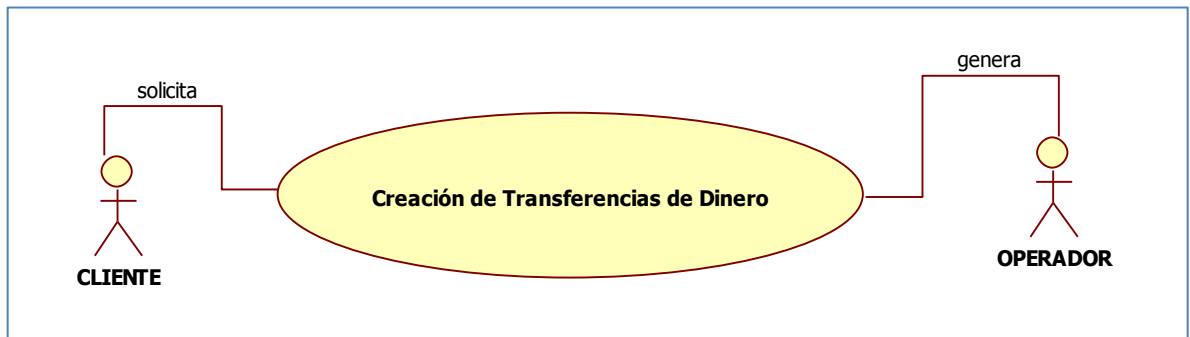 genera
solicita
Creación de Transferencias de Dinero
OPERADOR
CLIENTE